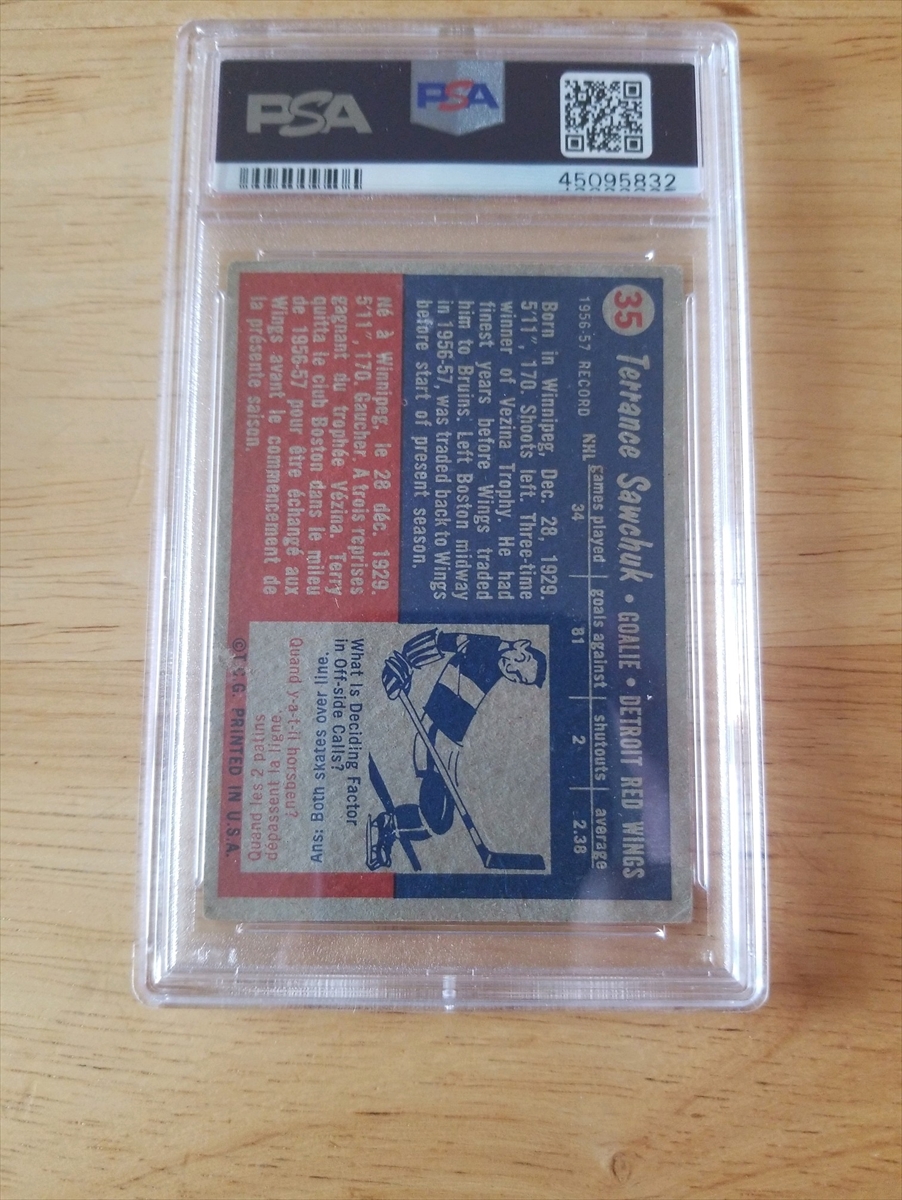 PSA
PSA
45095832
35 Terrance Sawchuk • GOALIE • DETROIT RED WINGS
1956-57 RECORD NHL games played goals against shutouts average
34 81 2 2.38
Born in Winnipeg, Dec. 28, 1929.
5'11", 170. Shoots left. Three-time
winner of Vezina Trophy. He had
finest years before Wings traded
him to Bruins. Left Boston midway
in 1956-57, was traded back to Wings
before start of present season.
Né à Winnipeg, le 28 déc. 1929.
5'11", 170. Gaucher. A trois reprises
gagnant du trophée Vézina. Terry
quitta le club Boston dans le milieu
de 1956-57 pour être échangé aux
Wings avant le commencement de
la présente saison.
What Is Deciding Factor
in Off-side Calls?
Ans: Both skates over line.
Quand y-a-t-il horsgen?
Quand les 2 patins
dépassent la ligne
©T.C.G. PRINTED IN U.S.A.